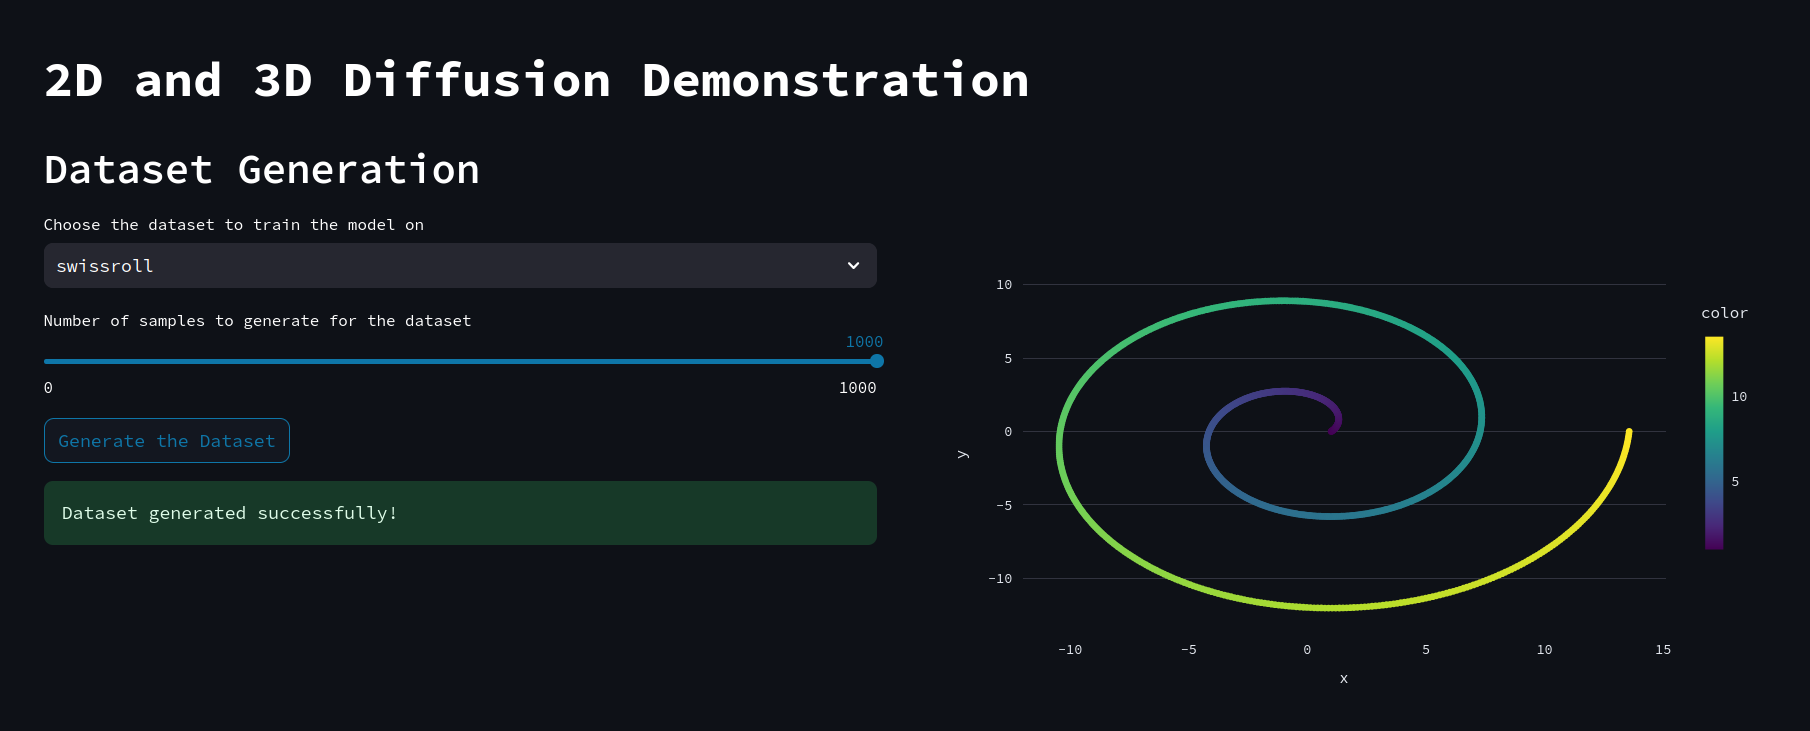 2D and 3D Diffusion Demonstration
Dataset Generation
Choose the dataset to train the model on
swissroll
Number of samples to generate for the dataset
1000
0 1000
Generate the Dataset
Dataset generated successfully!
10
5
0
−5
−10
y
−10 −5 0 5 10 15
x
color
10
5